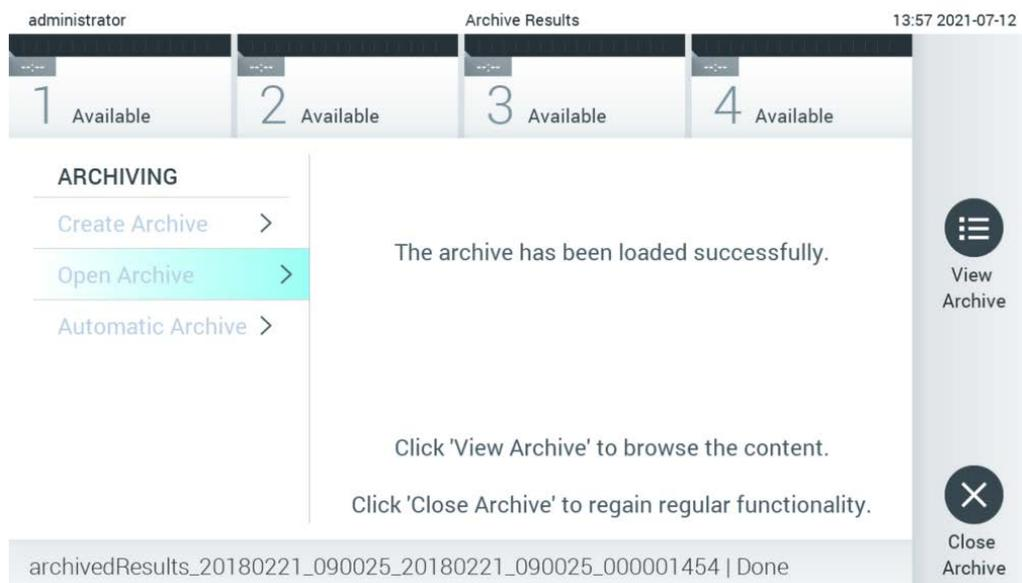 administrator Archive Results 13:57 2021-07-12
--:-- --:-- --:-- --:--
1 Available 2 Available 3 Available 4 Available
ARCHIVING
Create Archive
Open Archive
Automatic Archive
The archive has been loaded successfully.
Click 'View Archive' to browse the content.
Click 'Close Archive' to regain regular functionality.
View
Archive
Close
Archive
archivedResults_20180221_090025_20180221_090025_000001454 | Done